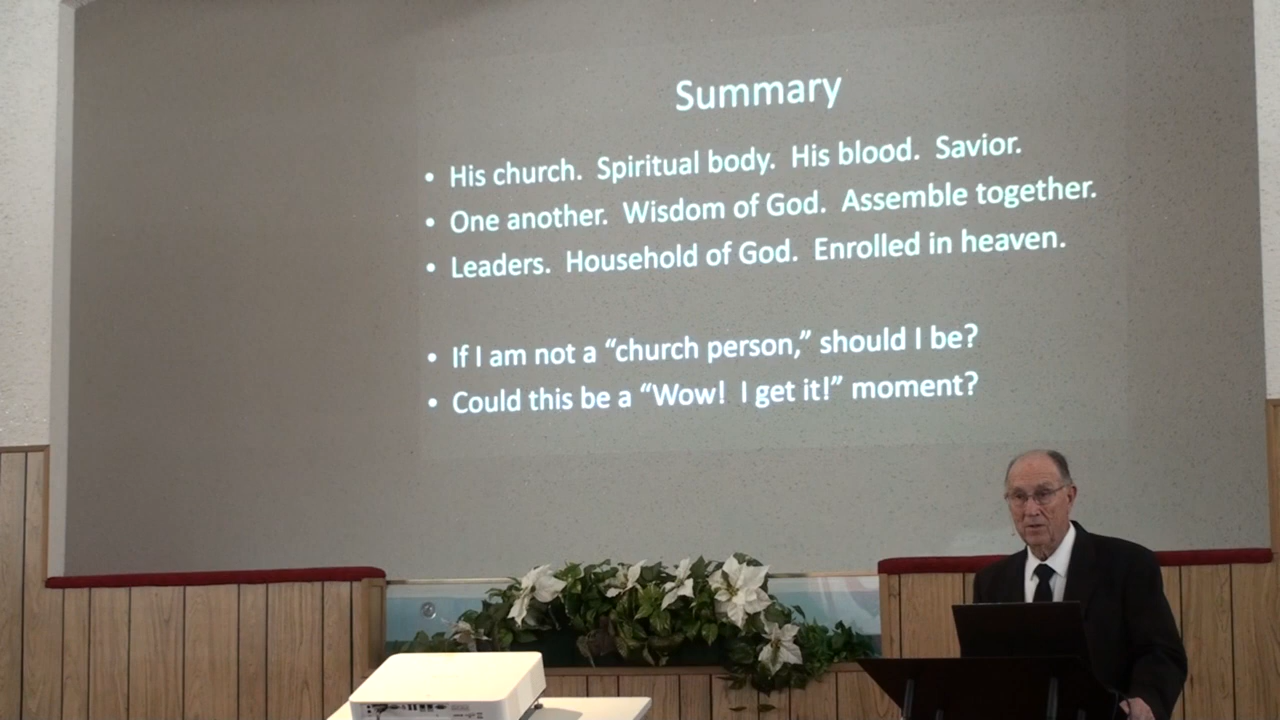 Summary
• His church.  Spiritual body.  His blood.  Savior.
• One another.  Wisdom of God.  Assemble together.
• Leaders.  Household of God.  Enrolled in heaven.
• If I am not a “church person,” should I be?
• Could this be a “Wow!  I get it!” moment?